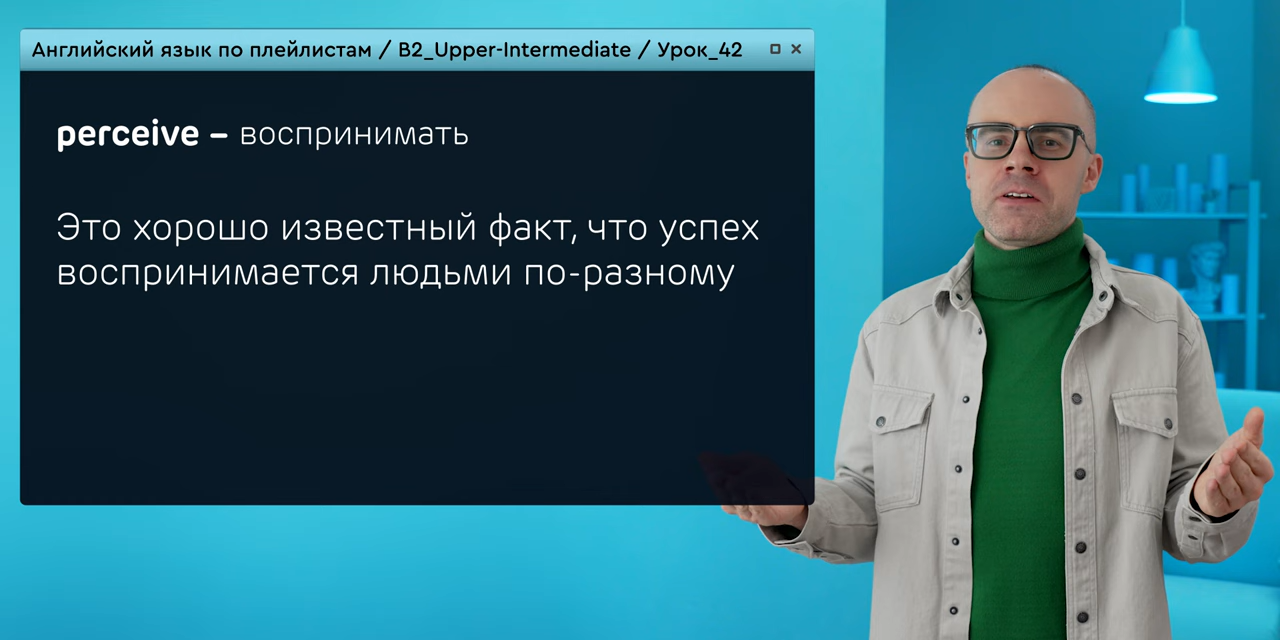 Английский язык по плейлистам / B2_Upper-Intermediate / Урок_42
perceive – воспринимать
Это хорошо известный факт, что успех
воспринимается людьми по-разному